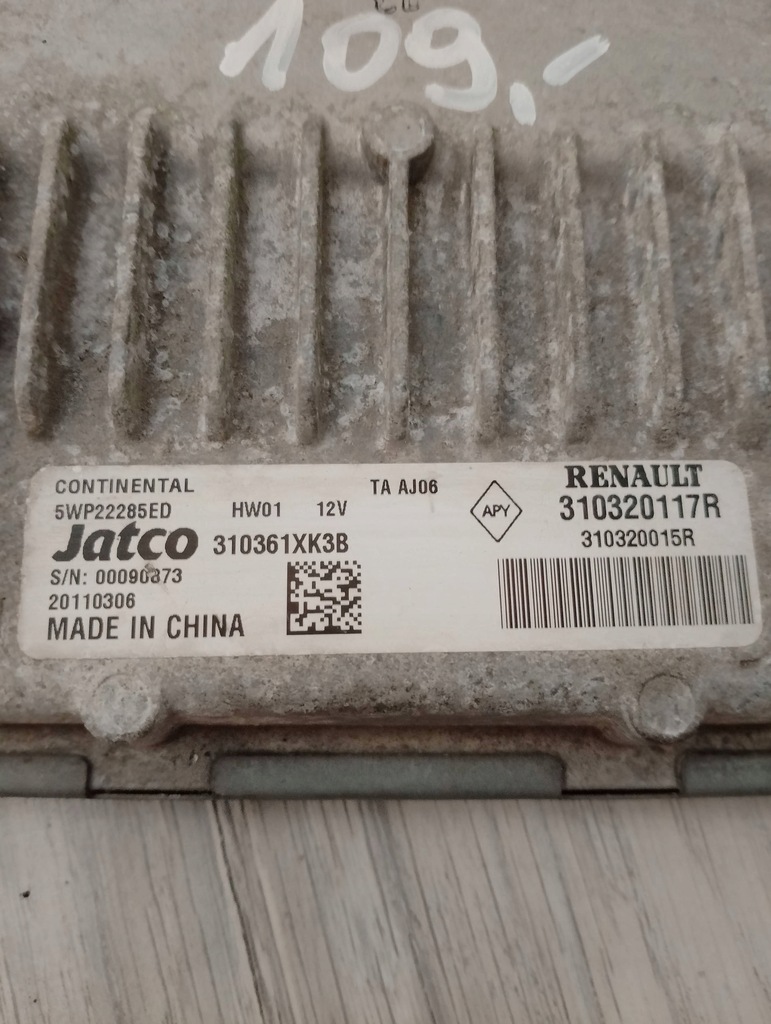 109,-
CONTINENTAL
5WP22285ED HW01 12V
TA AJ06
Jatco 310361XK3B
S/N: 00090873
20110306
MADE IN CHINA
APY
RENAULT
310320117R
310320015R